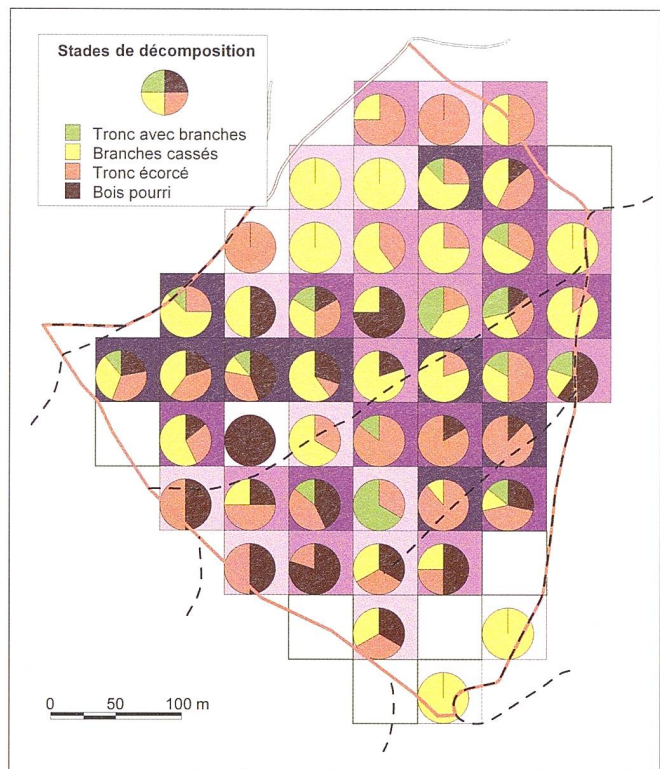 Stades de décomposition
Tronc avec branches
Branches cassés
Tronc écorcé
Bois pourri
0 50 100 m